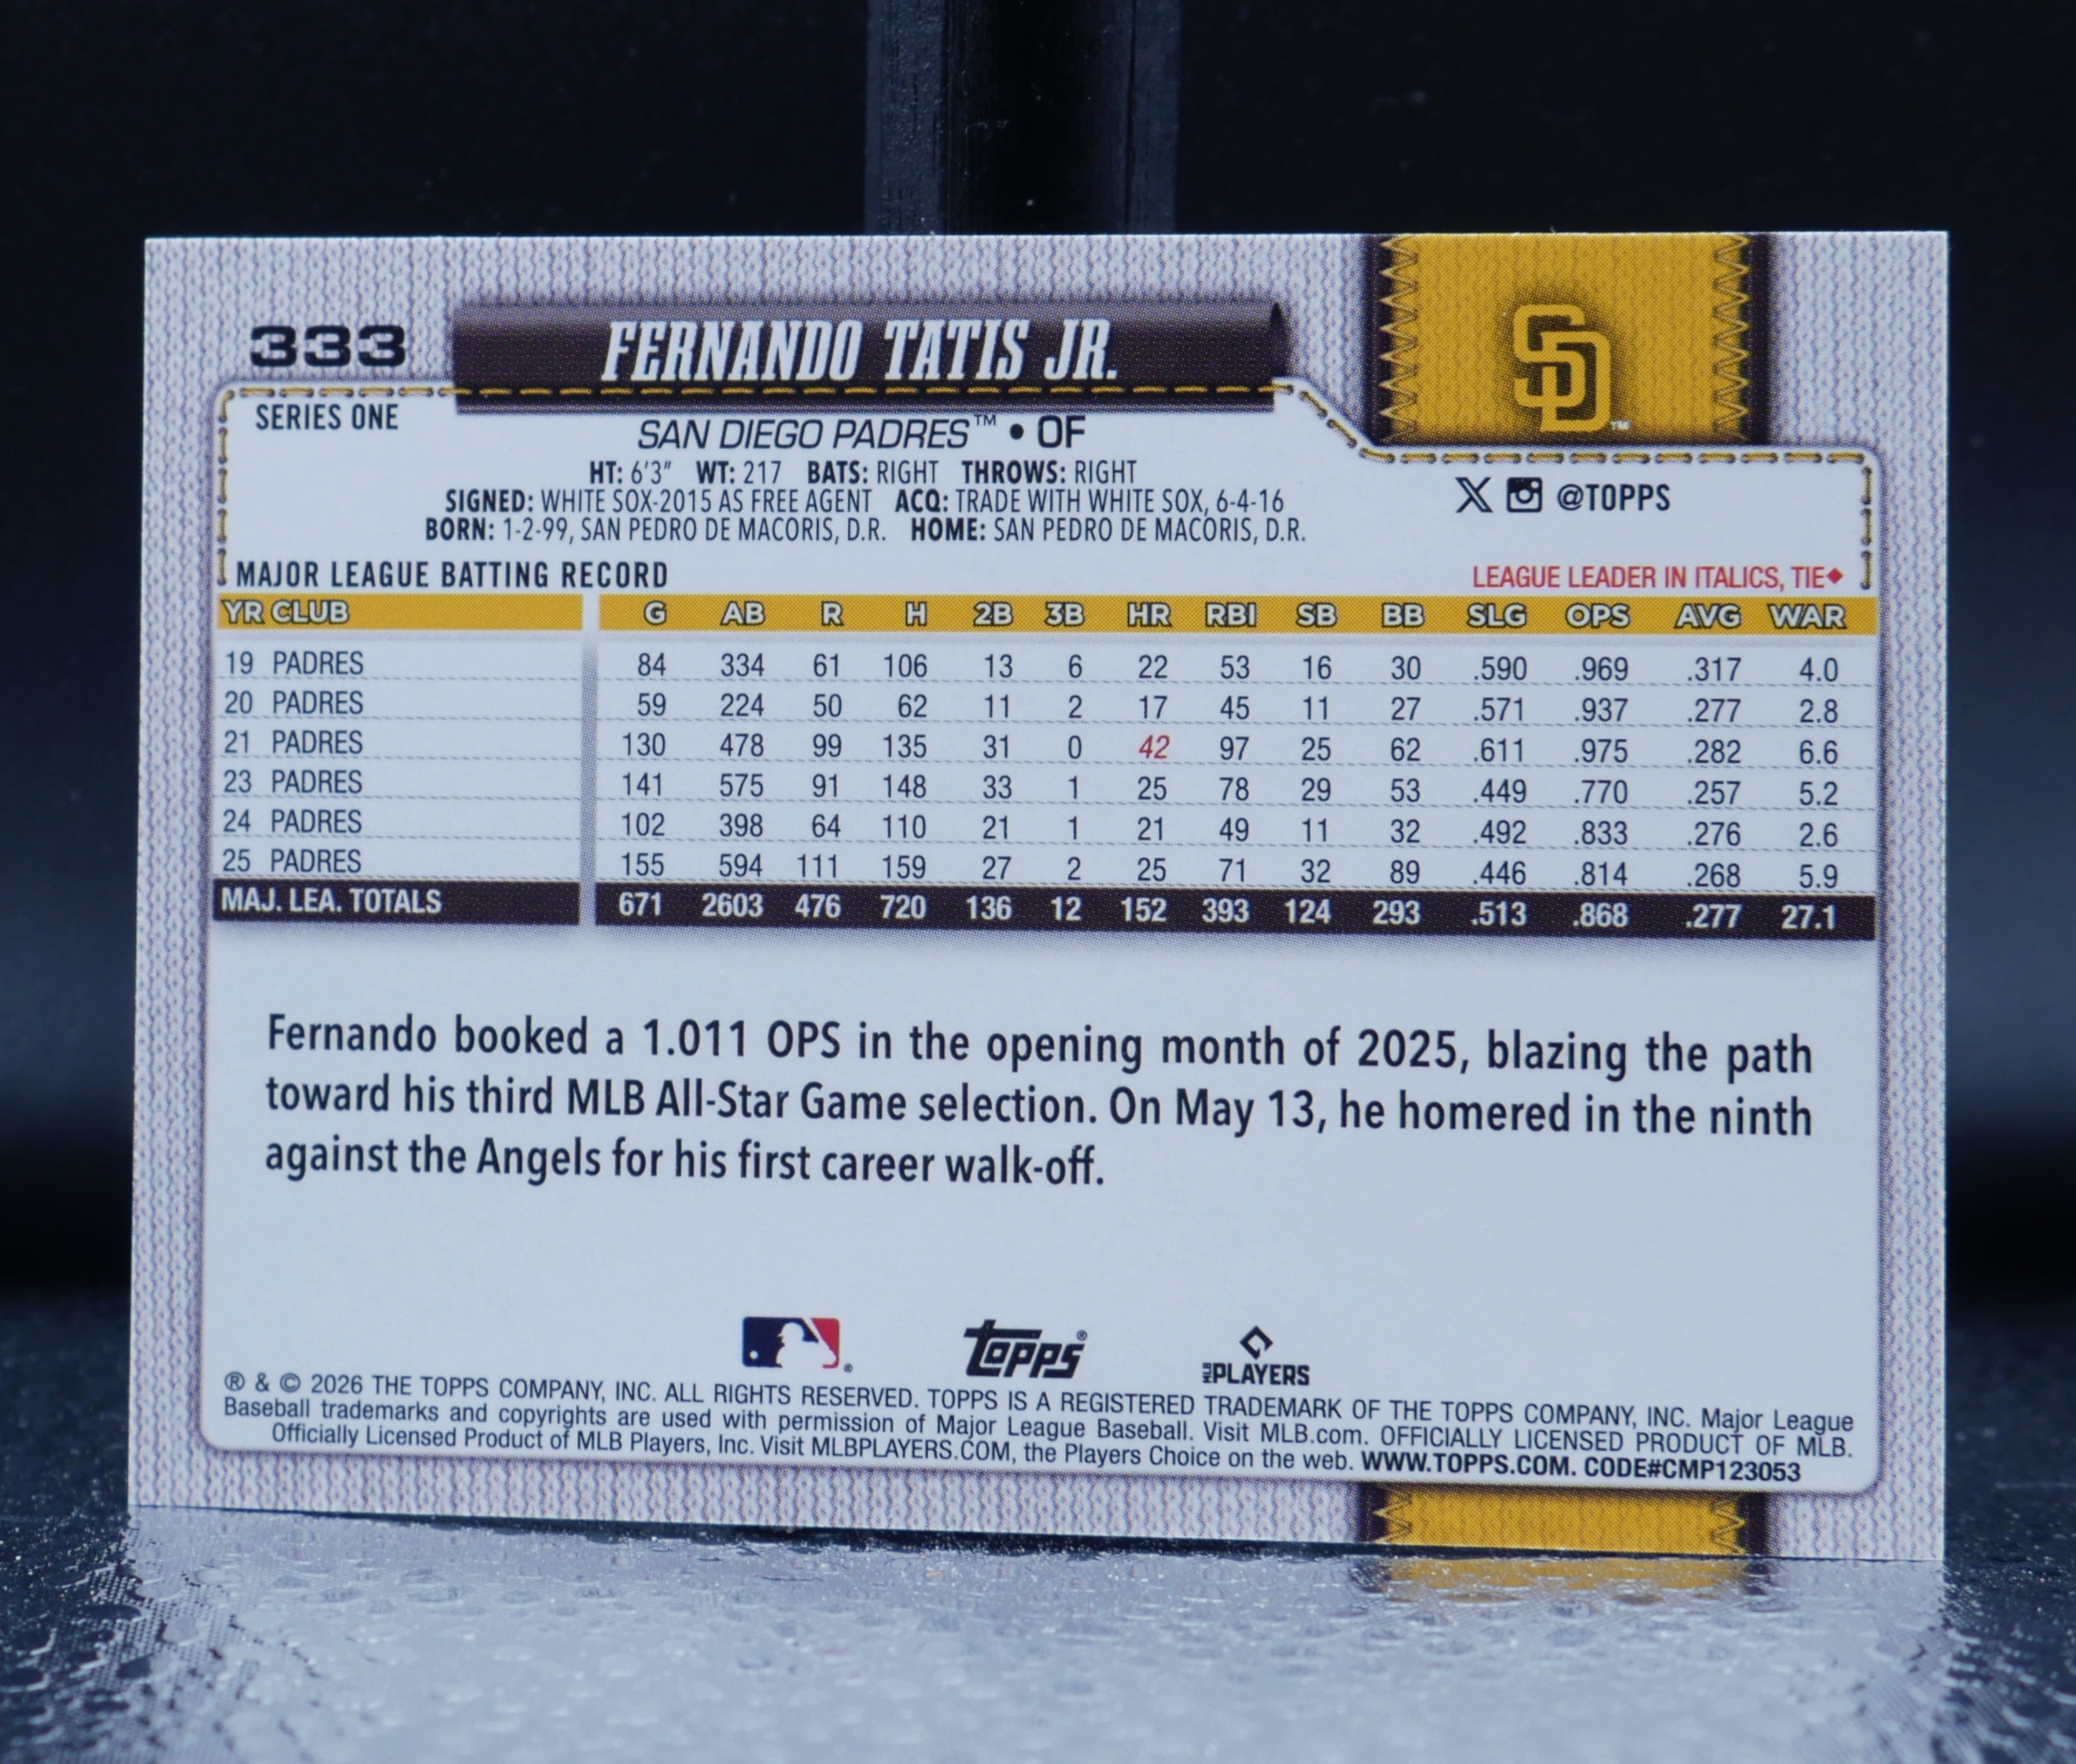 333
FERNANDO TATIS JR.
SD™
SERIES ONE
SAN DIEGO PADRES™ • OF
HT: 6'3" WT: 217 BATS: RIGHT THROWS: RIGHT
SIGNED: WHITE SOX-2015 AS FREE AGENT ACQ: TRADE WITH WHITE SOX, 6-4-16
BORN: 1-2-99, SAN PEDRO DE MACORIS, D.R. HOME: SAN PEDRO DE MACORIS, D.R.
X @TOPPS
MAJOR LEAGUE BATTING RECORD
LEAGUE LEADER IN ITALICS, TIE◆
YR CLUB G AB R H 2B 3B HR RBI SB BB SLG OPS AVG WAR
19 PADRES 84 334 61 106 13 6 22 53 16 30 .590 .969 .317 4.0
20 PADRES 59 224 50 62 11 2 17 45 11 27 .571 .937 .277 2.8
21 PADRES 130 478 99 135 31 0 42 97 25 62 .611 .975 .282 6.6
23 PADRES 141 575 91 148 33 1 25 78 29 53 .449 .770 .257 5.2
24 PADRES 102 398 64 110 21 1 21 49 11 32 .492 .833 .276 2.6
25 PADRES 155 594 111 159 27 2 25 71 32 89 .446 .814 .268 5.9
MAJ. LEA. TOTALS 671 2603 476 720 136 12 152 393 124 293 .513 .868 .277 27.1
Fernando booked a 1.011 OPS in the opening month of 2025, blazing the path
toward his third MLB All-Star Game selection. On May 13, he homered in the ninth
against the Angels for his first career walk-off.
® topps® MLB PLAYERS
® & © 2026 THE TOPPS COMPANY, INC. ALL RIGHTS RESERVED. TOPPS IS A REGISTERED TRADEMARK OF THE TOPPS COMPANY, INC. Major League
Baseball trademarks and copyrights are used with permission of Major League Baseball. Visit MLB.com. OFFICIALLY LICENSED PRODUCT OF MLB.
Officially Licensed Product of MLB Players, Inc. Visit MLBPLAYERS.COM, the Players Choice on the web. WWW.TOPPS.COM. CODE#CMP123053